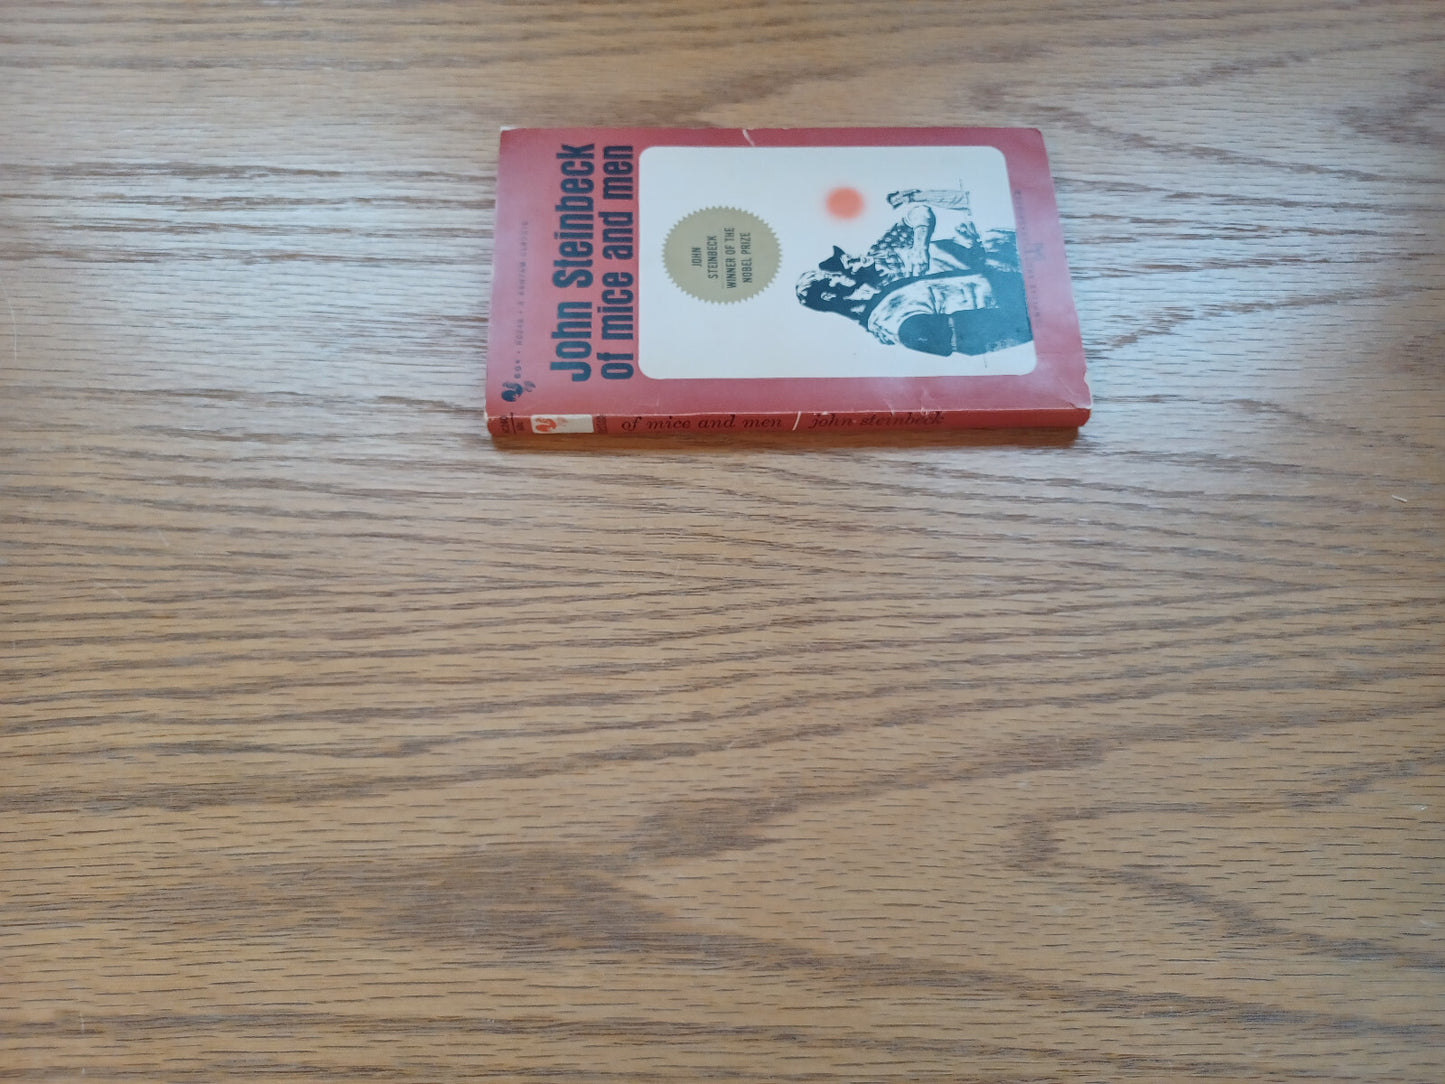 John Steinbeck
of mice and men
JOHN
STEINBECK
WINNER OF THE
NOBEL PRIZE
of mice and men / john steinbeck